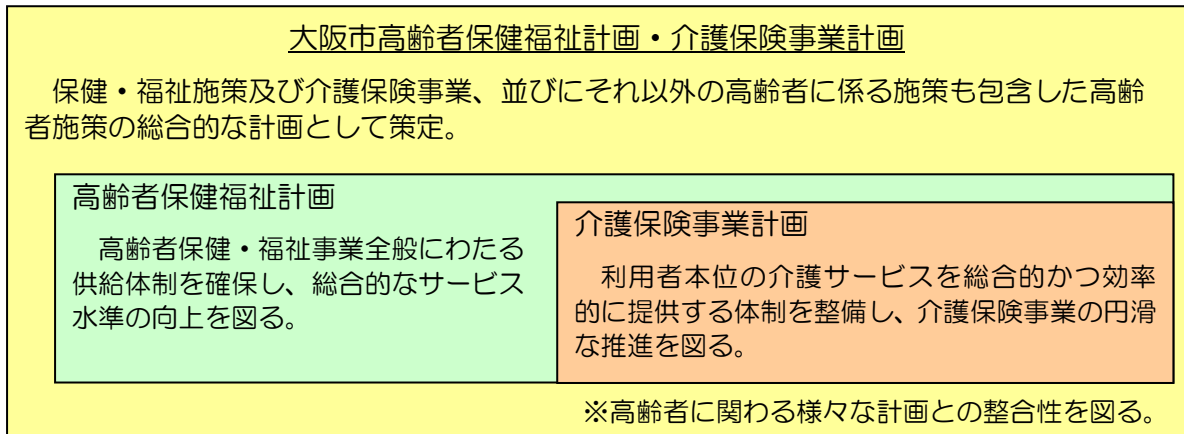 大阪市高齢者保健福祉計画・介護保険事業計画
保健・福祉施策及び介護保険事業、並びにそれ以外の高齢者に係る施策も包含した高齢
者施策の総合的な計画として策定。
高齢者保健福祉計画
高齢者保健・福祉事業全般にわたる
供給体制を確保し、総合的なサービス
水準の向上を図る。
介護保険事業計画
利用者本位の介護サービスを総合的かつ効率
的に提供する体制を整備し、介護保険事業の円滑
な推進を図る。
※高齢者に関わる様々な計画との整合性を図る。